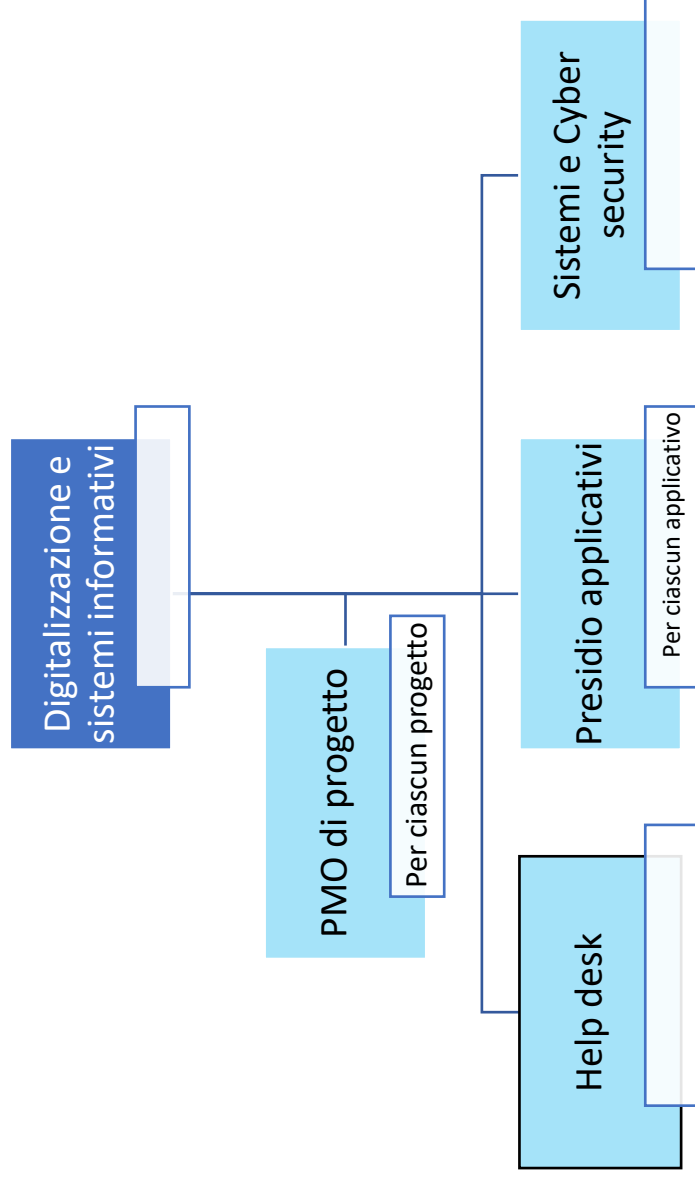 Digitalizzazione e
sistemi informativi
PMO di progetto
Per ciascun progetto
Help desk
Presidio applicativi
Per ciascun applicativo
Sistemi e Cyber
security